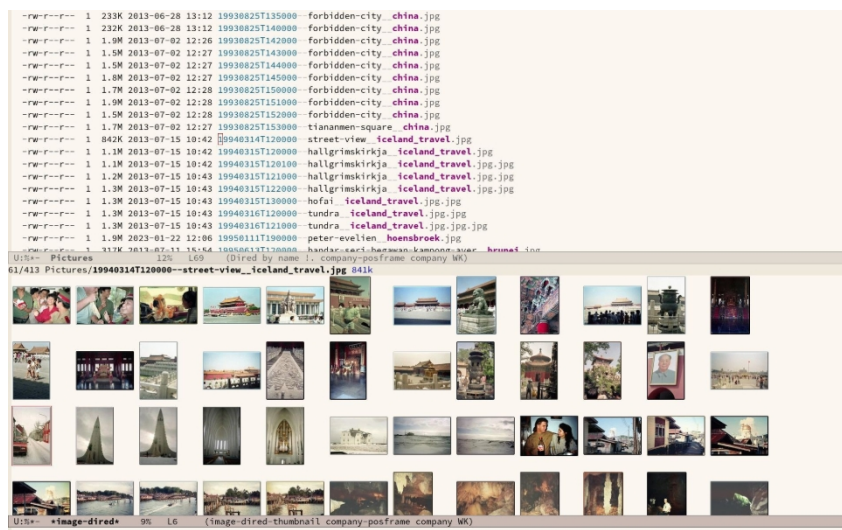 -rw-r--r-- 1 233K 2013-06-28 13:12 19930825T135000--forbidden-city__china.jpg
-rw-r--r-- 1 232K 2013-06-28 13:12 19930825T140000--forbidden-city__china.jpg
-rw-r--r-- 1 1.9M 2013-07-02 12:26 19930825T142000--forbidden-city__china.jpg
-rw-r--r-- 1 1.5M 2013-07-02 12:27 19930825T143000--forbidden-city__china.jpg
-rw-r--r-- 1 1.5M 2013-07-02 12:27 19930825T144000--forbidden-city__china.jpg
-rw-r--r-- 1 1.8M 2013-07-02 12:27 19930825T145000--forbidden-city__china.jpg
-rw-r--r-- 1 1.7M 2013-07-02 12:28 19930825T150000--forbidden-city__china.jpg
-rw-r--r-- 1 1.9M 2013-07-02 12:28 19930825T151000--forbidden-city__china.jpg
-rw-r--r-- 1 1.5M 2013-07-02 12:28 19930825T152000--forbidden-city__china.jpg
-rw-r--r-- 1 1.7M 2013-07-02 12:27 19930825T153000--tiananmen-square__china.jpg
-rw-r--r-- 1 842K 2013-07-15 10:42 19940314T120000--street-view__iceland_travel.jpg
-rw-r--r-- 1 1.1M 2013-07-15 10:42 19940315T120000--hallgrimskirkja__iceland_travel.jpg
-rw-r--r-- 1 1.1M 2013-07-15 10:42 19940315T120100--hallgrimskirkja__iceland_travel.jpg.jpg
-rw-r--r-- 1 1.2M 2013-07-15 10:43 19940315T121000--hallgrimskirkja__iceland_travel.jpg.jpg
-rw-r--r-- 1 1.3M 2013-07-15 10:43 19940315T122000--hallgrimskirkja__iceland_travel.jpg.jpg
-rw-r--r-- 1 1.3M 2013-07-15 10:43 19940315T130000--hofai__iceland_travel.jpg.jpg
-rw-r--r-- 1 1.3M 2013-07-15 10:43 19940316T120000--tundra__iceland_travel.jpg.jpg
-rw-r--r-- 1 1.3M 2013-07-15 10:43 19940316T121000--tundra__iceland_travel.jpg.jpg.jpg
-rw-r--r-- 1 1.9M 2023-01-22 12:06 19950111T190000--peter-evelien__hoensbroek.jpg
-rw-r--r-- 1 317K 2013-07-11 15:54 19950613T120000--bandar-seri-begawan-kampong-ayer__brunei.jpg
U:%*- Pictures 12% L69 (Dired by name !. company-posframe company WK)
61/413 Pictures/19940314T120000--street-view__iceland_travel.jpg 841k
U:%*- *image-dired* 9% L6 (image-dired-thumbnail company-posframe company WK)